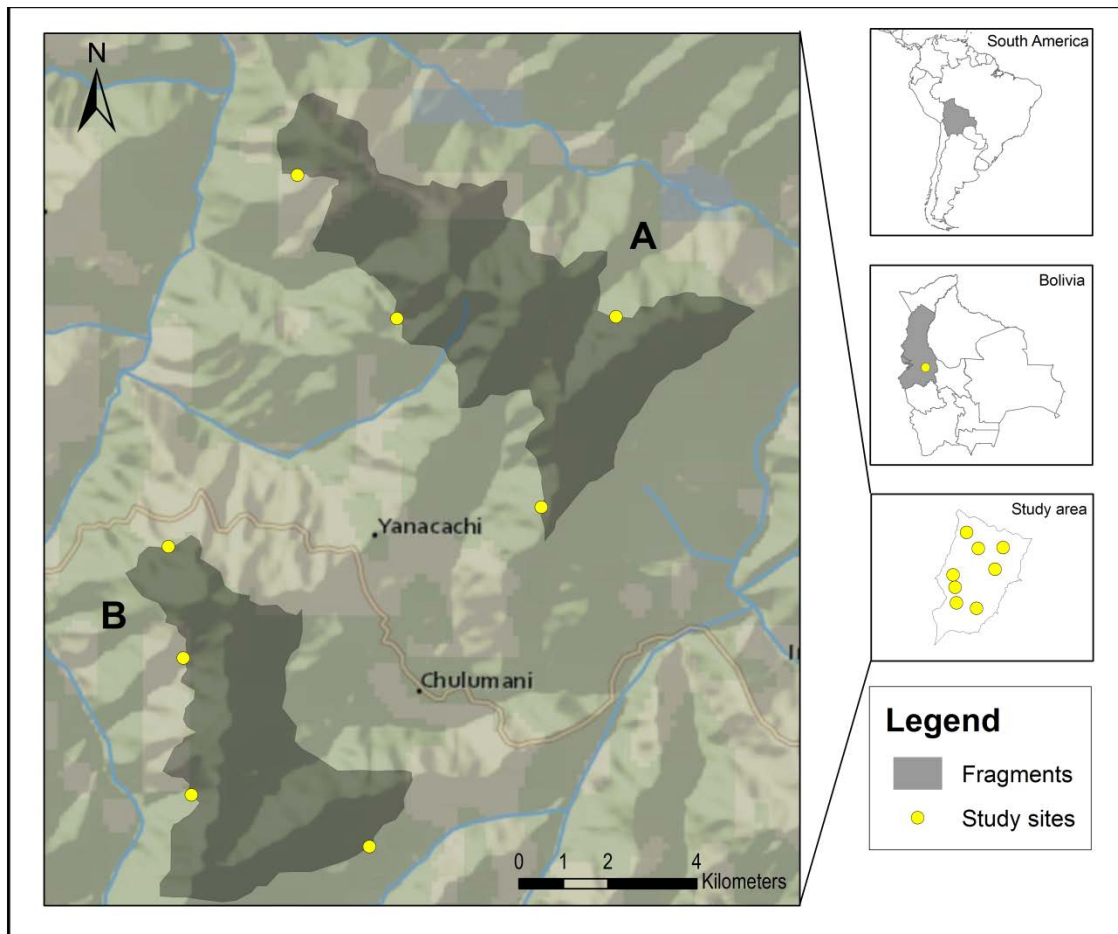 N
A
B
Yanacachi
Chulumani
0 1 2 4
Kilometers
South America
Bolivia
Study area
Legend
Fragments
Study sites